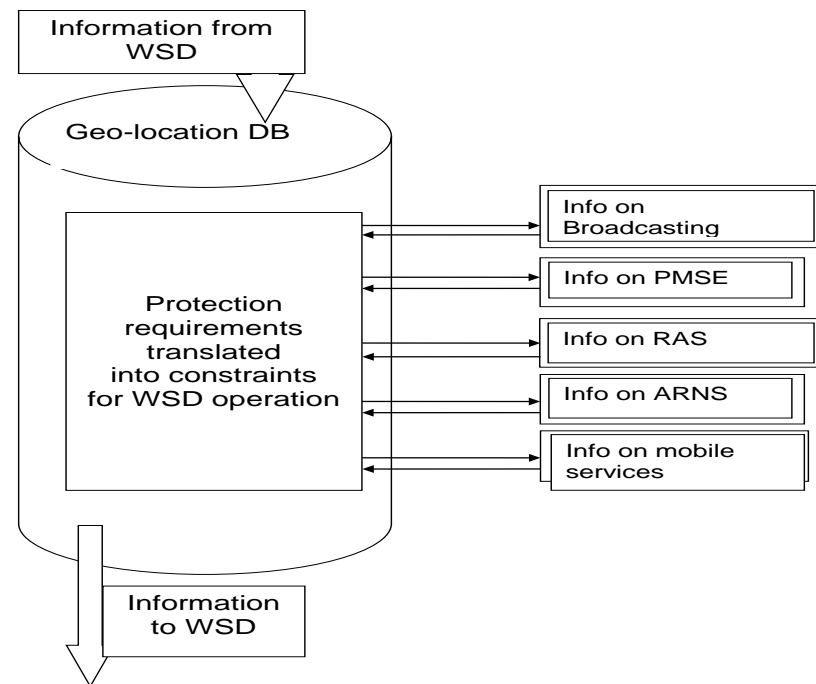 Information from
WSD
Geo-location DB
Info on
Broadcasting
Info on PMSE
Protection
requirements
translated
into constraints
for WSD operation
Info on RAS
Info on ARNS
Info on mobile
services
Information
to WSD